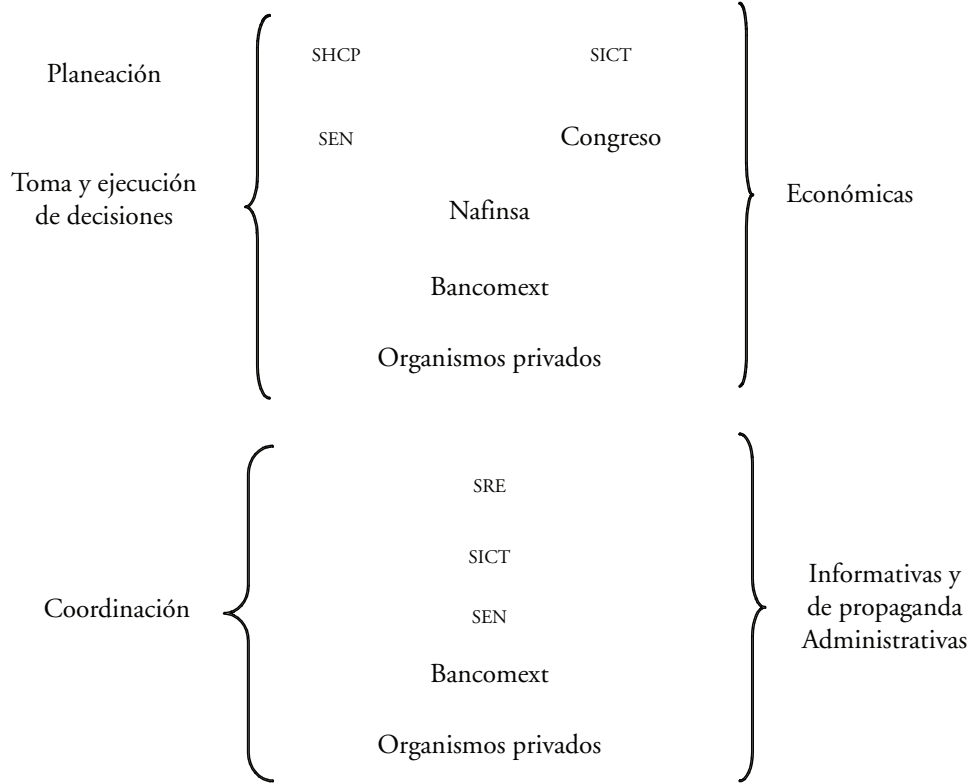 Planeación
Toma y ejecución
de decisiones
SHCP
SICT
SEN
Congreso
Nafinsa
Bancomext
Organismos privados
Económicas
Coordinación
SRE
SICT
SEN
Bancomext
Organismos privados
Informativas y
de propaganda
Administrativas